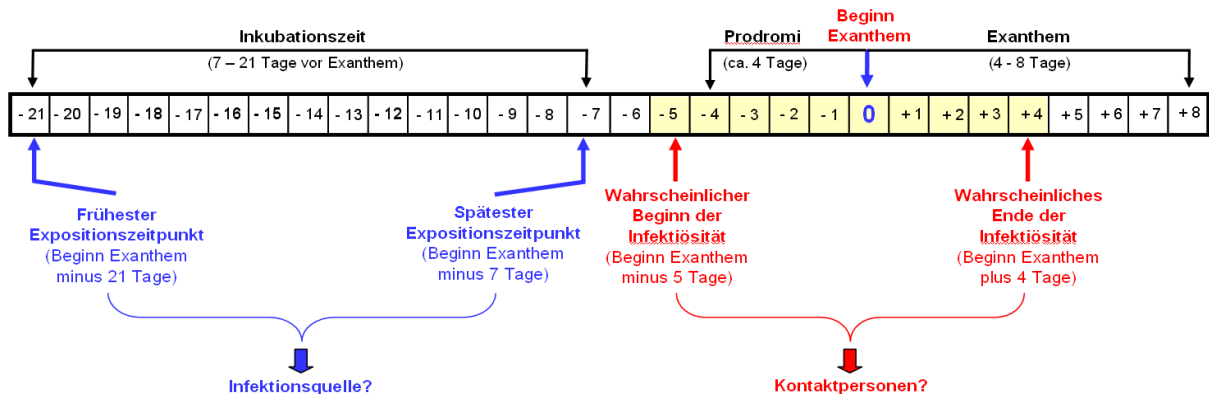 Inkubationszeit
(7 – 21 Tage vor Exanthem)
Prodromi
(ca. 4 Tage)
Beginn
Exanthem
Exanthem
(4 - 8 Tage)
- 21 - 20 - 19 - 18 - 17 - 16 - 15 - 14 - 13 - 12 - 11 - 10 - 9 - 8 - 7 - 6 - 5 - 4 - 3 - 2 - 1 0 + 1 + 2 + 3 + 4 + 5 + 6 + 7 + 8
Frühester
Expositionszeitpunkt
(Beginn Exanthem
minus 21 Tage)
Spätester
Expositionszeitpunkt
(Beginn Exanthem
minus 7 Tage)
Wahrscheinlicher
Beginn der
Infektiösität
(Beginn Exanthem
minus 5 Tage)
Wahrscheinliches
Ende der
Infektiösität
(Beginn Exanthem
plus 4 Tage)
Infektionsquelle?
Kontaktpersonen?